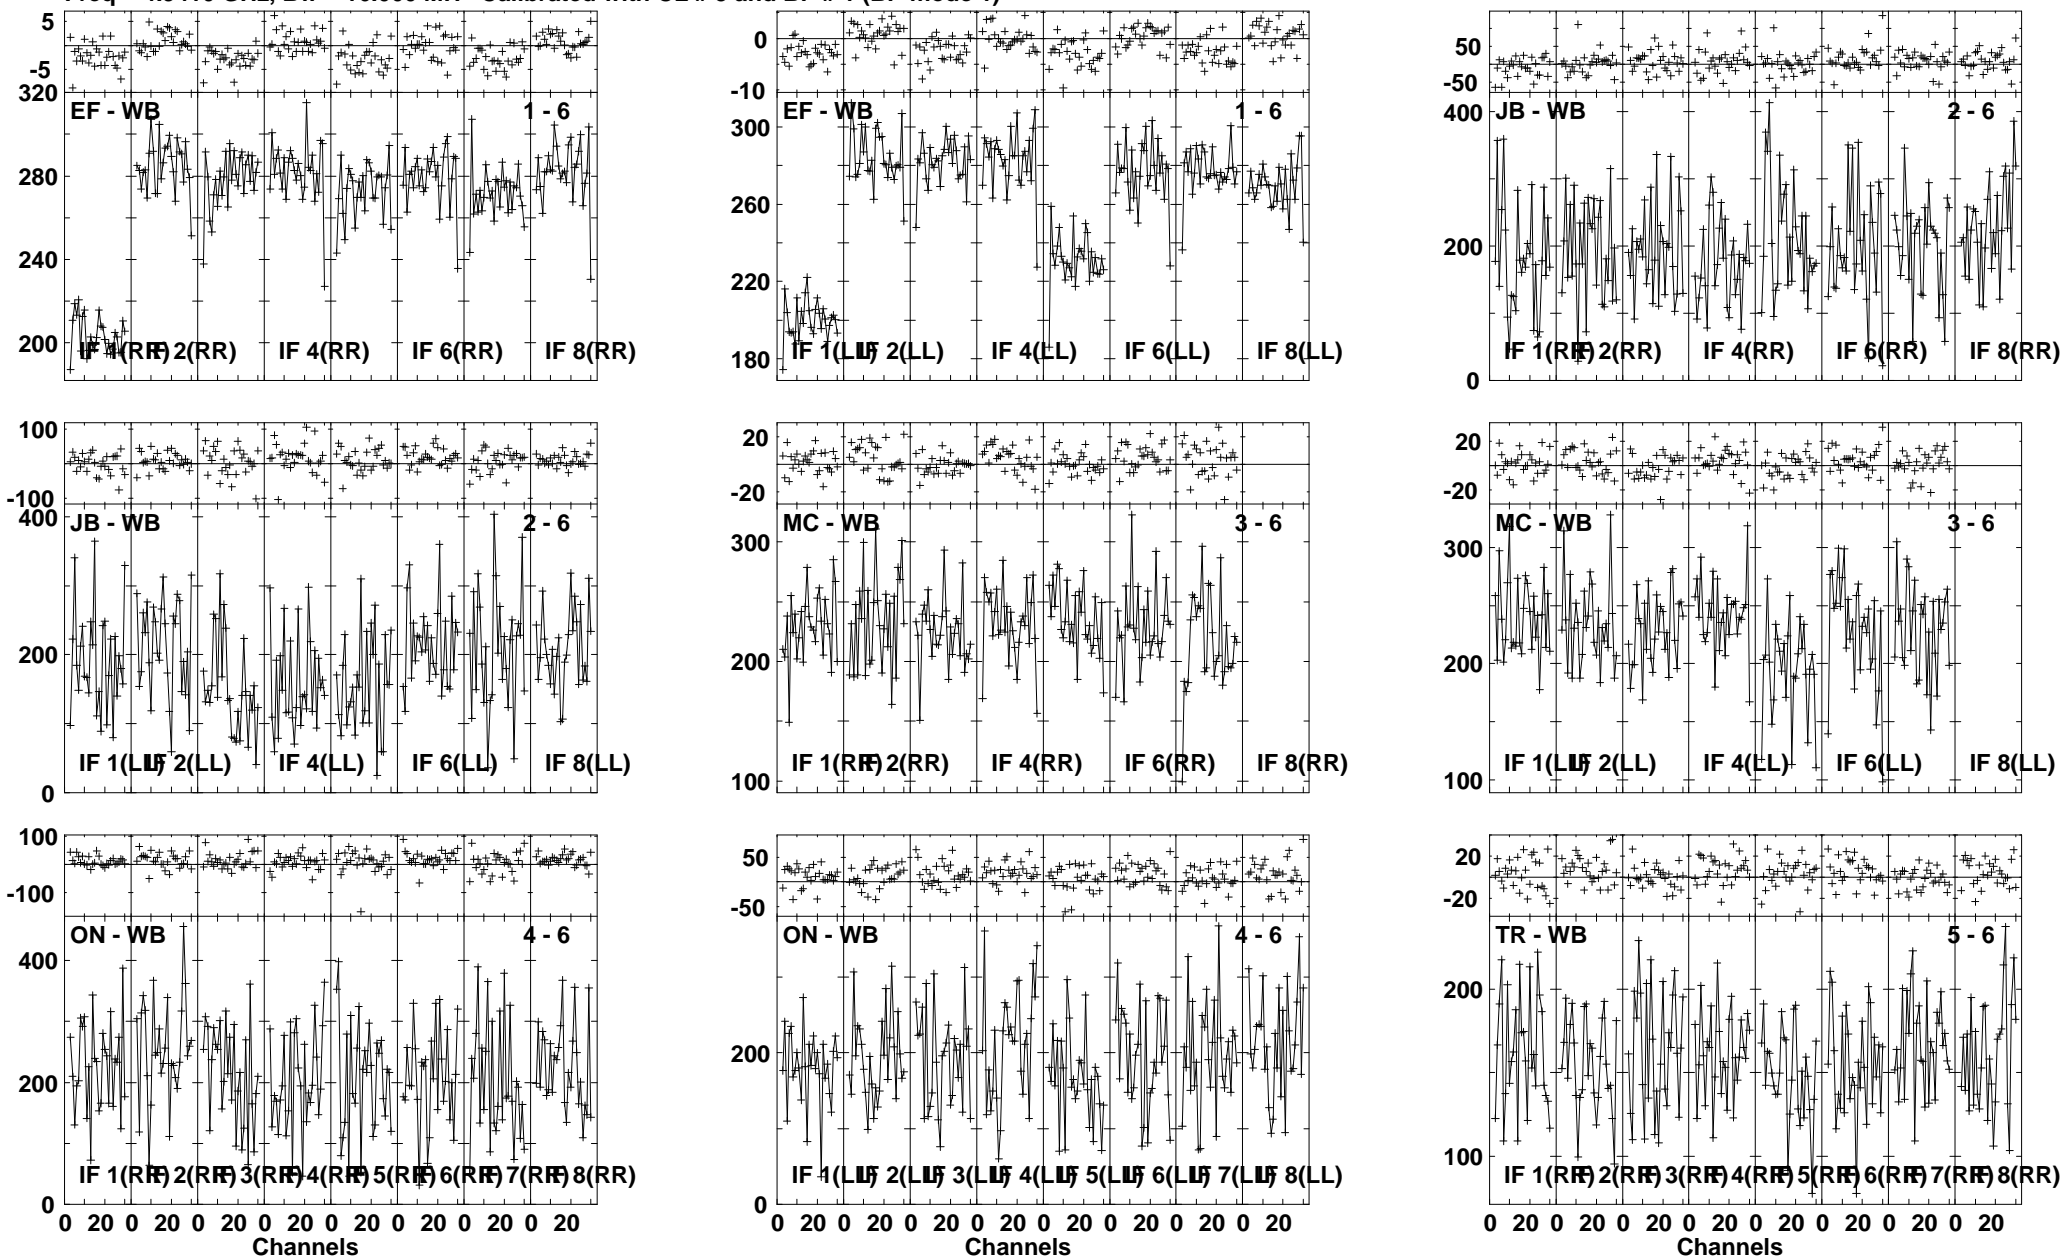 5
-5
320
EF - WB 1 - 6
280
240
200
IF 2(RR) IF 4(RR) IF 6(RR) IF 8(RR)
0
-10
EF - WB 1 - 6
300
260
220
180
IF 1(LL) IF 2(LL) IF 4(LL) IF 6(LL) IF 8(LL)
50
-50
JB - WB 2 - 6
400
200
0
IF 1(RR) IF 2(RR) IF 4(RR) IF 6(RR) IF 8(RR)
100
-100
400
JB - WB 2 - 6
200
0
IF 1(LL) IF 2(LL) IF 4(LL) IF 6(LL) IF 8(LL)
20
-20
MC - WB 3 - 6
300
200
100
IF 1(RR) IF 2(RR) IF 4(RR) IF 6(RR) IF 8(RR)
20
-20
MC - WB 3 - 6
300
200
100
IF 1(LL) IF 2(LL) IF 4(LL) IF 6(LL) IF 8(LL)
100
-100
ON - WB 4 - 6
400
200
0
IF 1(RR) IF 2(RR) IF 3(RR) IF 4(RR) IF 5(RR) IF 6(RR) IF 7(RR) IF 8(RR)
0 20 0 20 0 20 0 20 0 20 0 20 0 20 0 20
Channels
50
-50
ON - WB 4 - 6
200
0
IF 1(LL) IF 2(LL) IF 3(LL) IF 4(LL) IF 5(LL) IF 6(LL) IF 7(LL) IF 8(LL)
0 20 0 20 0 20 0 20 0 20 0 20 0 20 0 20
Channels
20
-20
TR - WB 5 - 6
200
100
IF 1(RR) IF 2(RR) IF 3(RR) IF 4(RR) IF 5(RR) IF 6(RR) IF 7(RR) IF 8(RR)
0 20 0 20 0 20 0 20 0 20 0 20 0 20 0 20
Channels